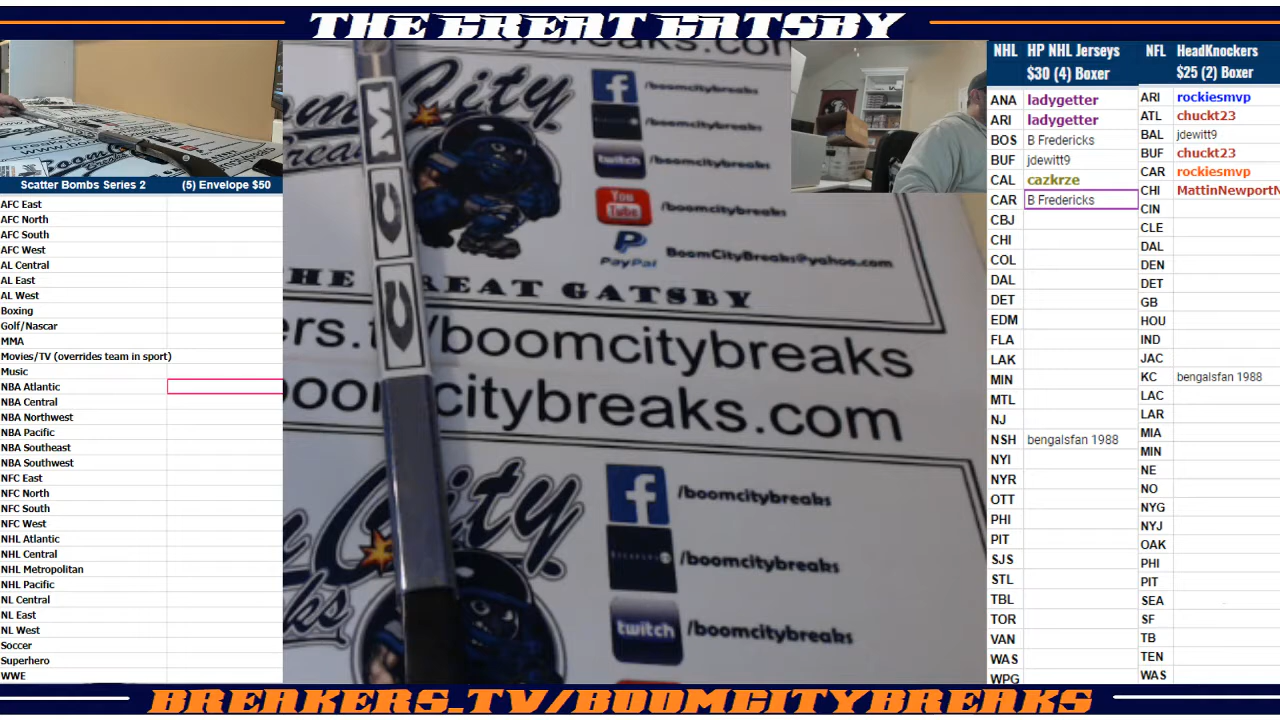 THE GREAT GATSBY
Scatter Bombs Series 2 (5) Envelope $50
AFC East
AFC North
AFC South
AFC West
AL Central
AL East
AL West
Boxing
Golf/Nascar
MMA
Movies/TV (overrides team in sport)
Music
NBA Atlantic
NBA Central
NBA Northwest
NBA Pacific
NBA Southeast
NBA Southwest
NFC East
NFC North
NFC South
NFC West
NHL Atlantic
NHL Central
NHL Metropolitan
NHL Pacific
NL Central
NL East
NL West
Soccer
Superhero
WWE
CCM
City
/boomcitybreaks
/boomcitybreaks
twitch /boomcitybreaks
You Tube /boomcitybreaks
PayPal BoomCityBreaks@yahoo.com
THE GREAT GATSBY
ers.tv/boomcitybreaks
boomcitybreaks.com
City
/boomcitybreaks
/boomcitybreaks
twitch /boomcitybreaks
NHL HP NHL Jerseys
$30 (4) Boxer
ANA ladygetter
ARI ladygetter
BOS B Fredericks
BUF jdewitt9
CAL cazkrze
CAR B Fredericks
CBJ
CHI
COL
DAL
DET
EDM
FLA
LAK
MIN
MTL
NJ
NSH bengalsfan 1988
NYI
NYR
OTT
PHI
PIT
SJS
STL
TBL
TOR
VAN
WAS
WPG
NFL HeadKnockers
$25 (2) Boxer
ARI rockiesmvp
ATL chuckt23
BAL jdewitt9
BUF chuckt23
CAR rockiesmvp
CHI MattinNewportN
CIN
CLE
DAL
DEN
DET
GB
HOU
IND
JAC
KC bengalsfan 1988
LAC
LAR
MIA
MIN
NE
NO
NYG
NYJ
OAK
PHI
PIT
SEA
SF
TB
TEN
WAS
BREAKERS.TV/BOOMCITYBREAKS